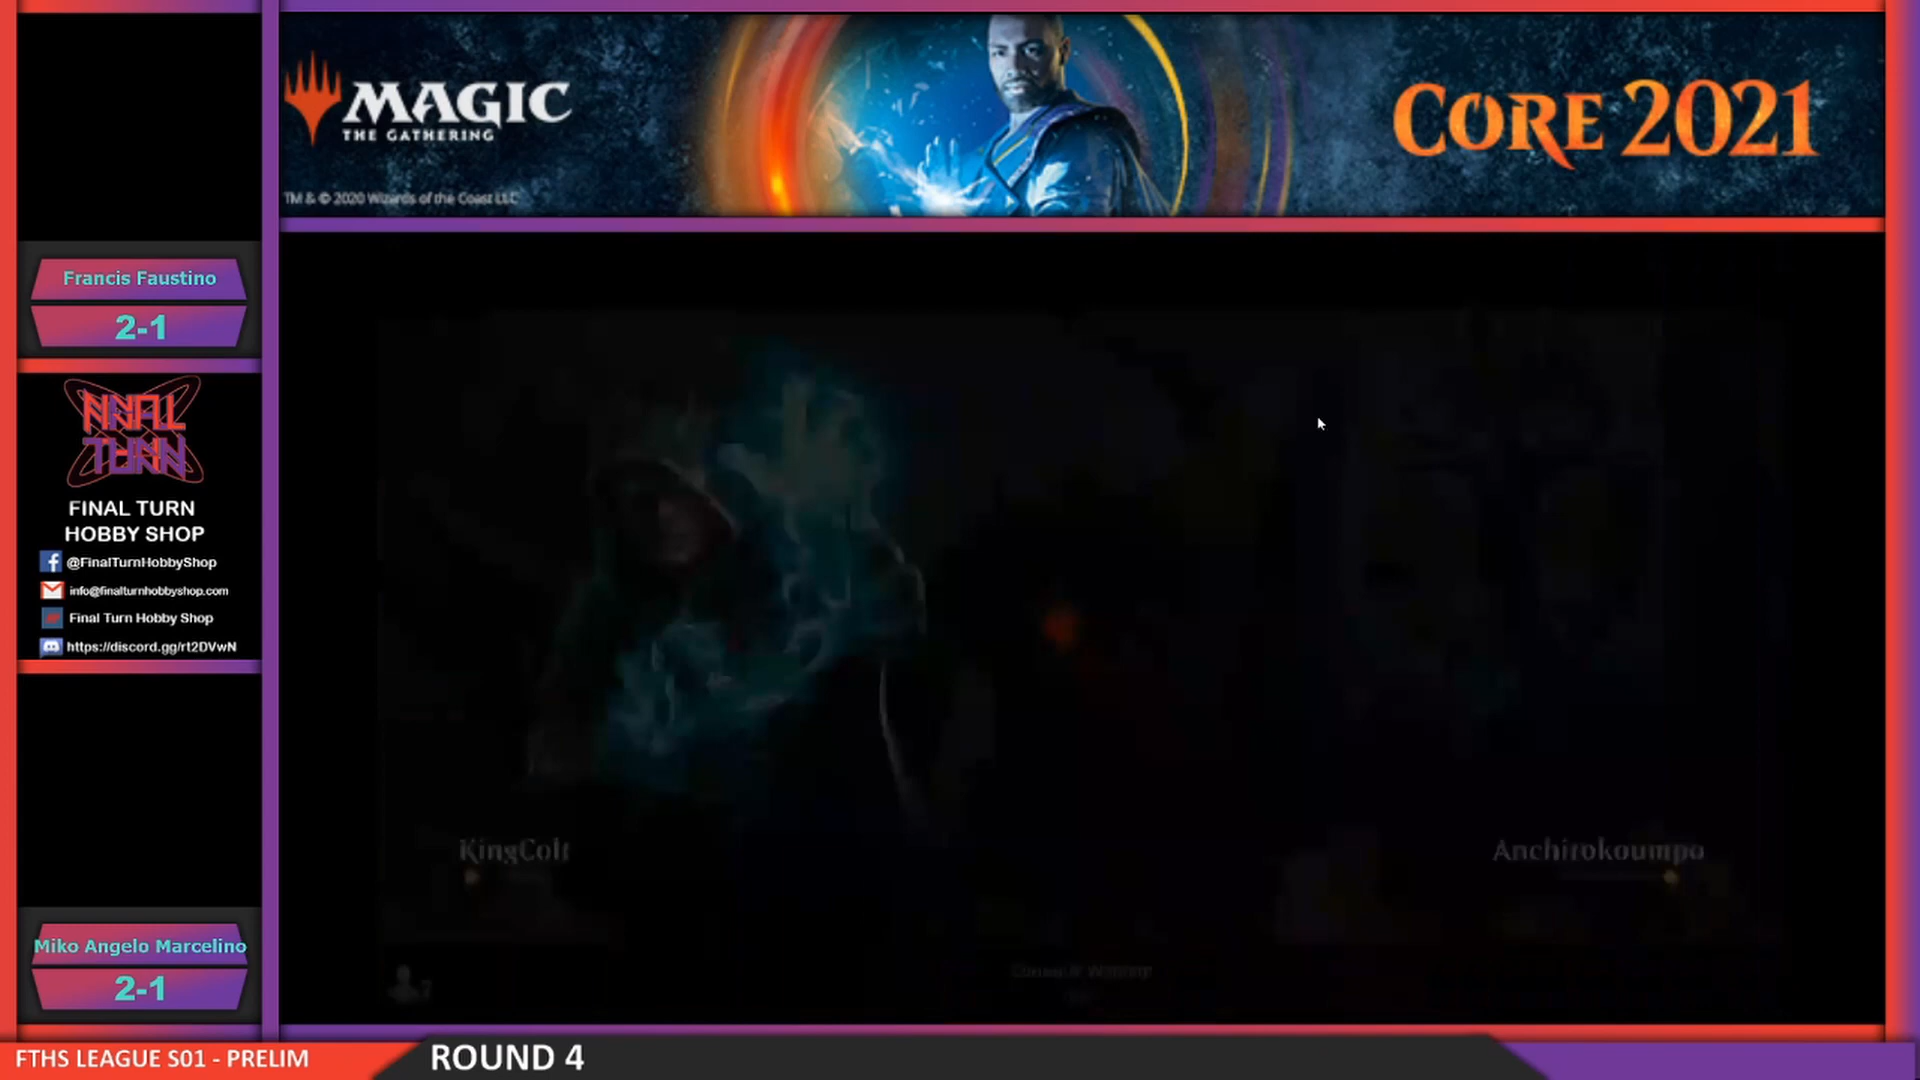 MAGIC
THE GATHERING
TM & © 2020 Wizards of the Coast LLC
CORE 2021
Francis Faustino
2-1
FINAL
TURN
FINAL TURN
HOBBY SHOP
@FinalTurnHobbyShop
info@finalturnhobbyshop.com
Final Turn Hobby Shop
https://discord.gg/rt2DVwN
KingColt
Anchirokoumpo
Miko Angelo Marcelino
2-1
FTHS LEAGUE S01 - PRELIM
ROUND 4